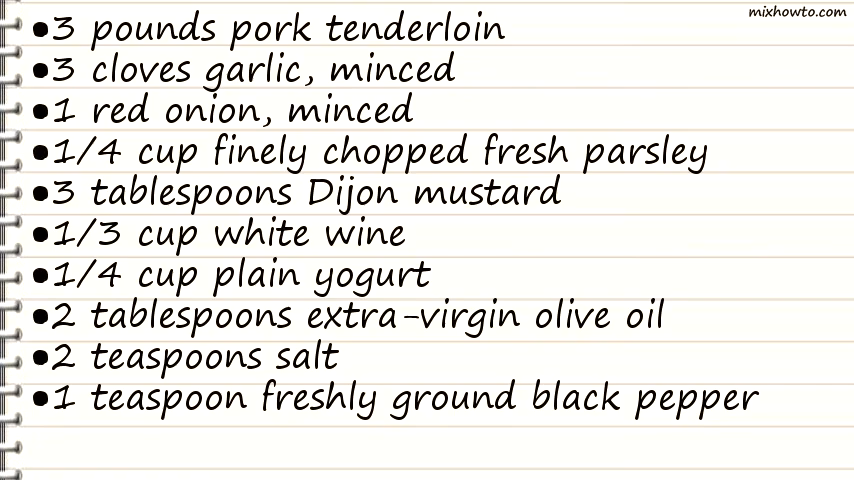 mixhowto.com
•3 pounds pork tenderloin
•3 cloves garlic, minced
•1 red onion, minced
•1/4 cup finely chopped fresh parsley
•3 tablespoons Dijon mustard
•1/3 cup white wine
•1/4 cup plain yogurt
•2 tablespoons extra-virgin olive oil
•2 teaspoons salt
•1 teaspoon freshly ground black pepper